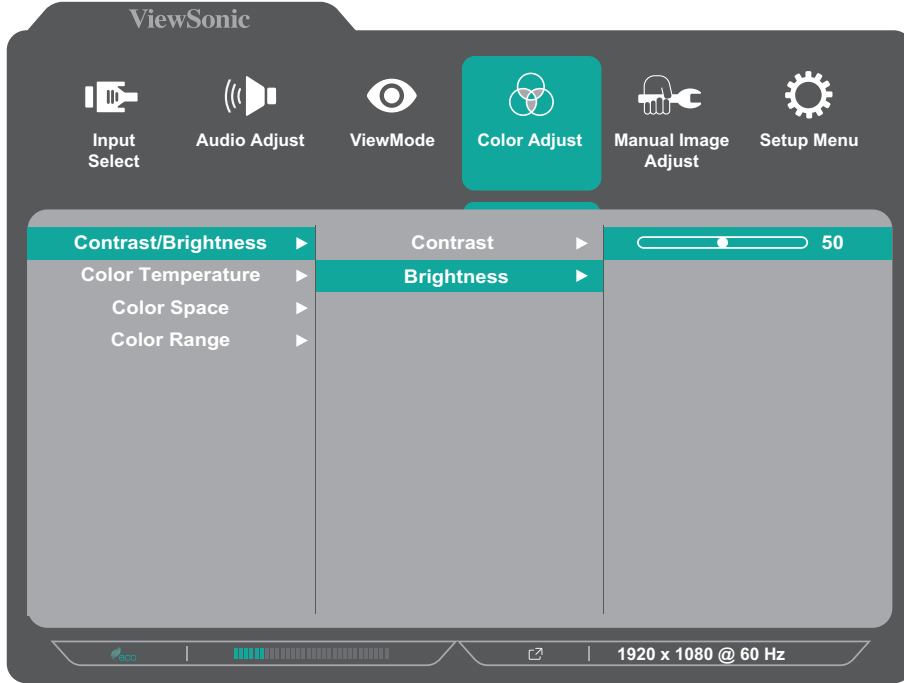 ViewSonic
Input Select
Audio Adjust
ViewMode
Color Adjust
Manual Image Adjust
Setup Menu
Contrast/Brightness
Contrast
50
Color Temperature
Brightness
Color Space
Color Range
eco
1920 x 1080 @ 60 Hz